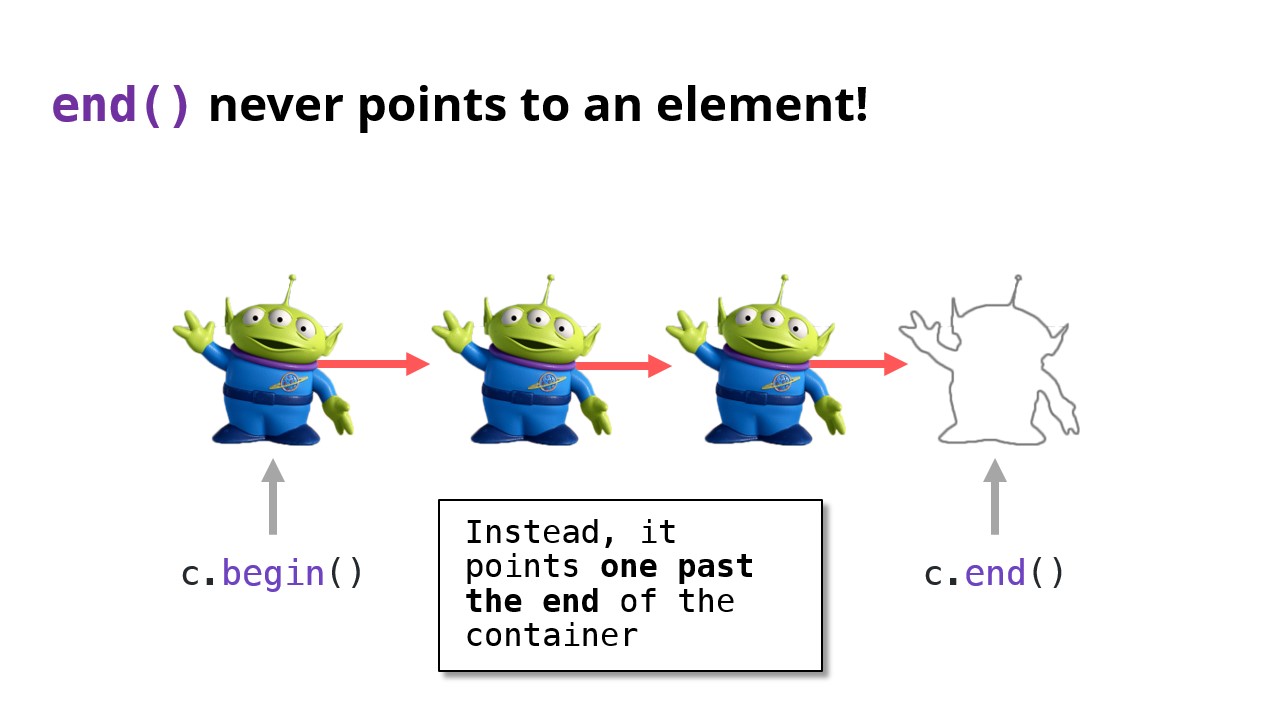 end() never points to an element!
c.begin()
Instead, it
points one past
the end of the
container
c.end()